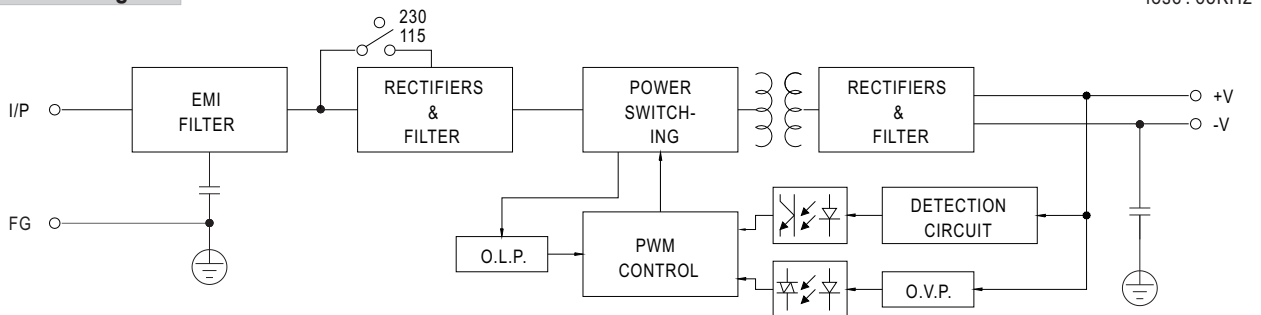 230
115
I/P
EMI
FILTER
RECTIFIERS
&
FILTER
POWER
SWITCH-
ING
RECTIFIERS
&
FILTER
+V
-V
FG
O.L.P.
PWM
CONTROL
DETECTION
CIRCUIT
O.V.P.